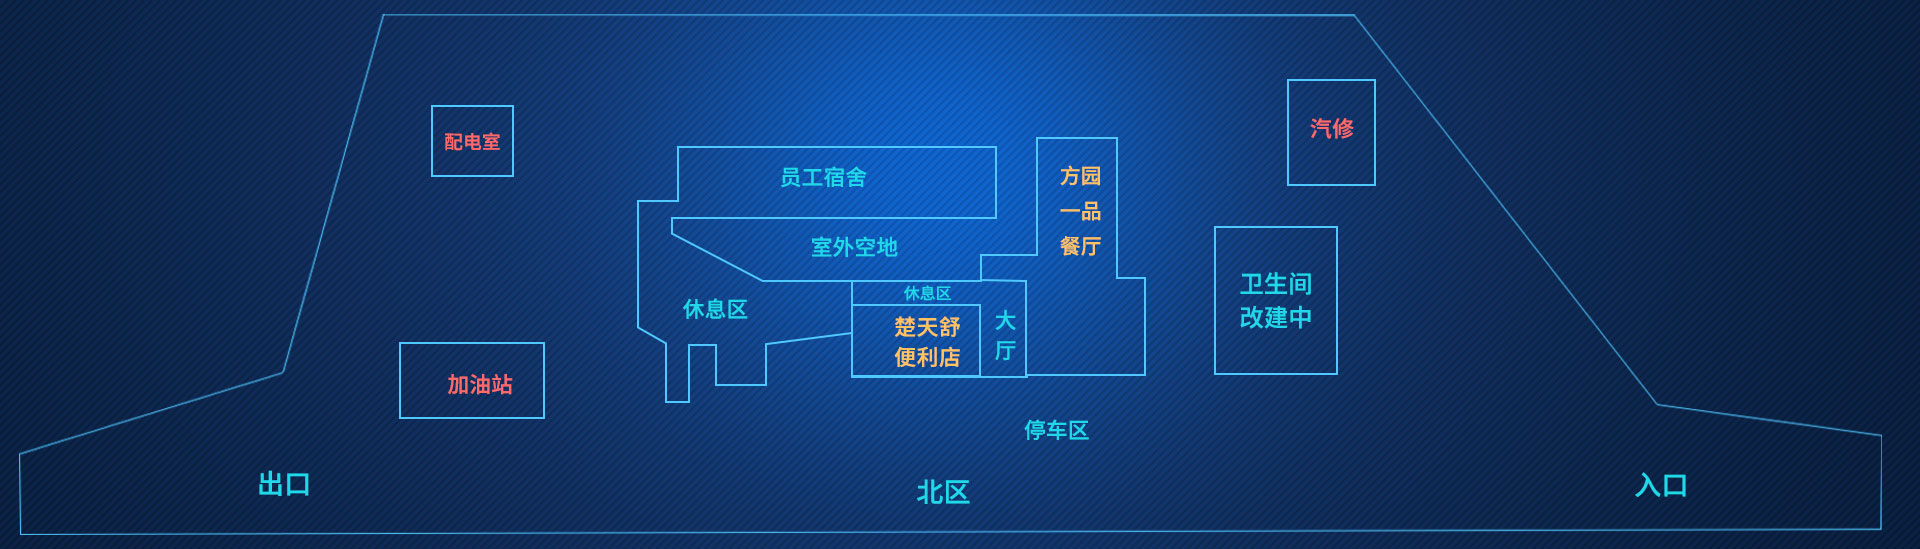 汽修
配电室
员工宿舍
方园
一品
餐厅
室外空地
卫生间
改建中
休息区
休息区
楚天舒
便利店
大
厅
加油站
停车区
出口
北区
入口